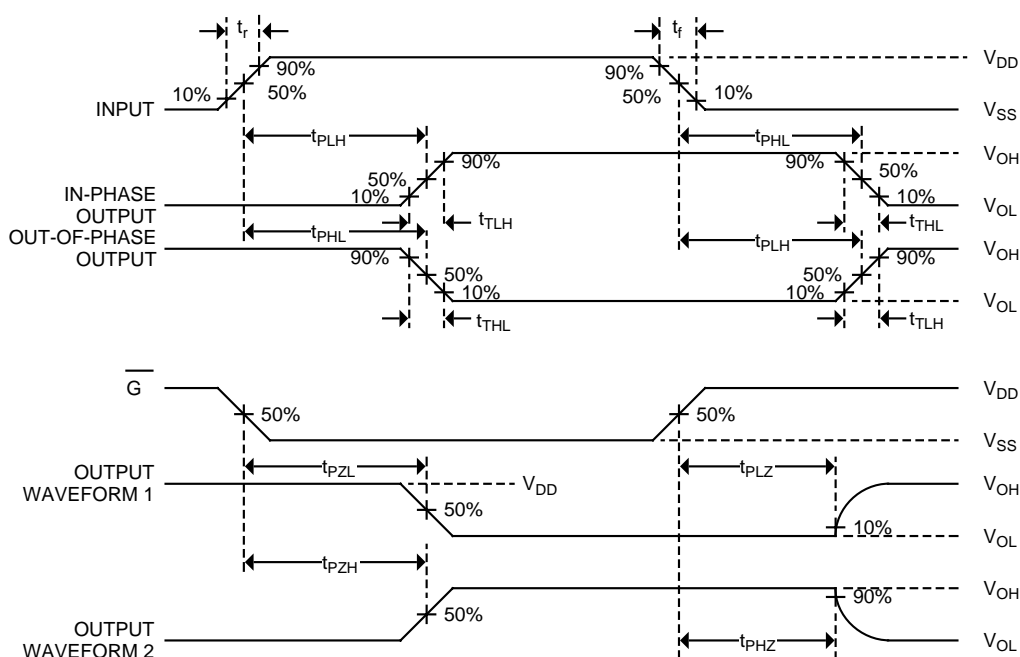 tr
tf
90%
90%
VDD
10%
50%
50%
10%
INPUT
VSS
tPLH
tPHL
90%
90%
VOH
50%
50%
10%
10%
IN-PHASE
OUTPUT
tTLH
tTHL
VOL
OUT-OF-PHASE
OUTPUT
tPHL
tPLH
VOH
90%
90%
50%
50%
10%
10%
VOL
tTHL
tTLH
G
VDD
50%
50%
VSS
OUTPUT
WAVEFORM 1
tPZL
tPLZ
VDD
VOH
50%
10%
VOL
tPZH
VOH
90%
50%
OUTPUT
WAVEFORM 2
tPHZ
VOL